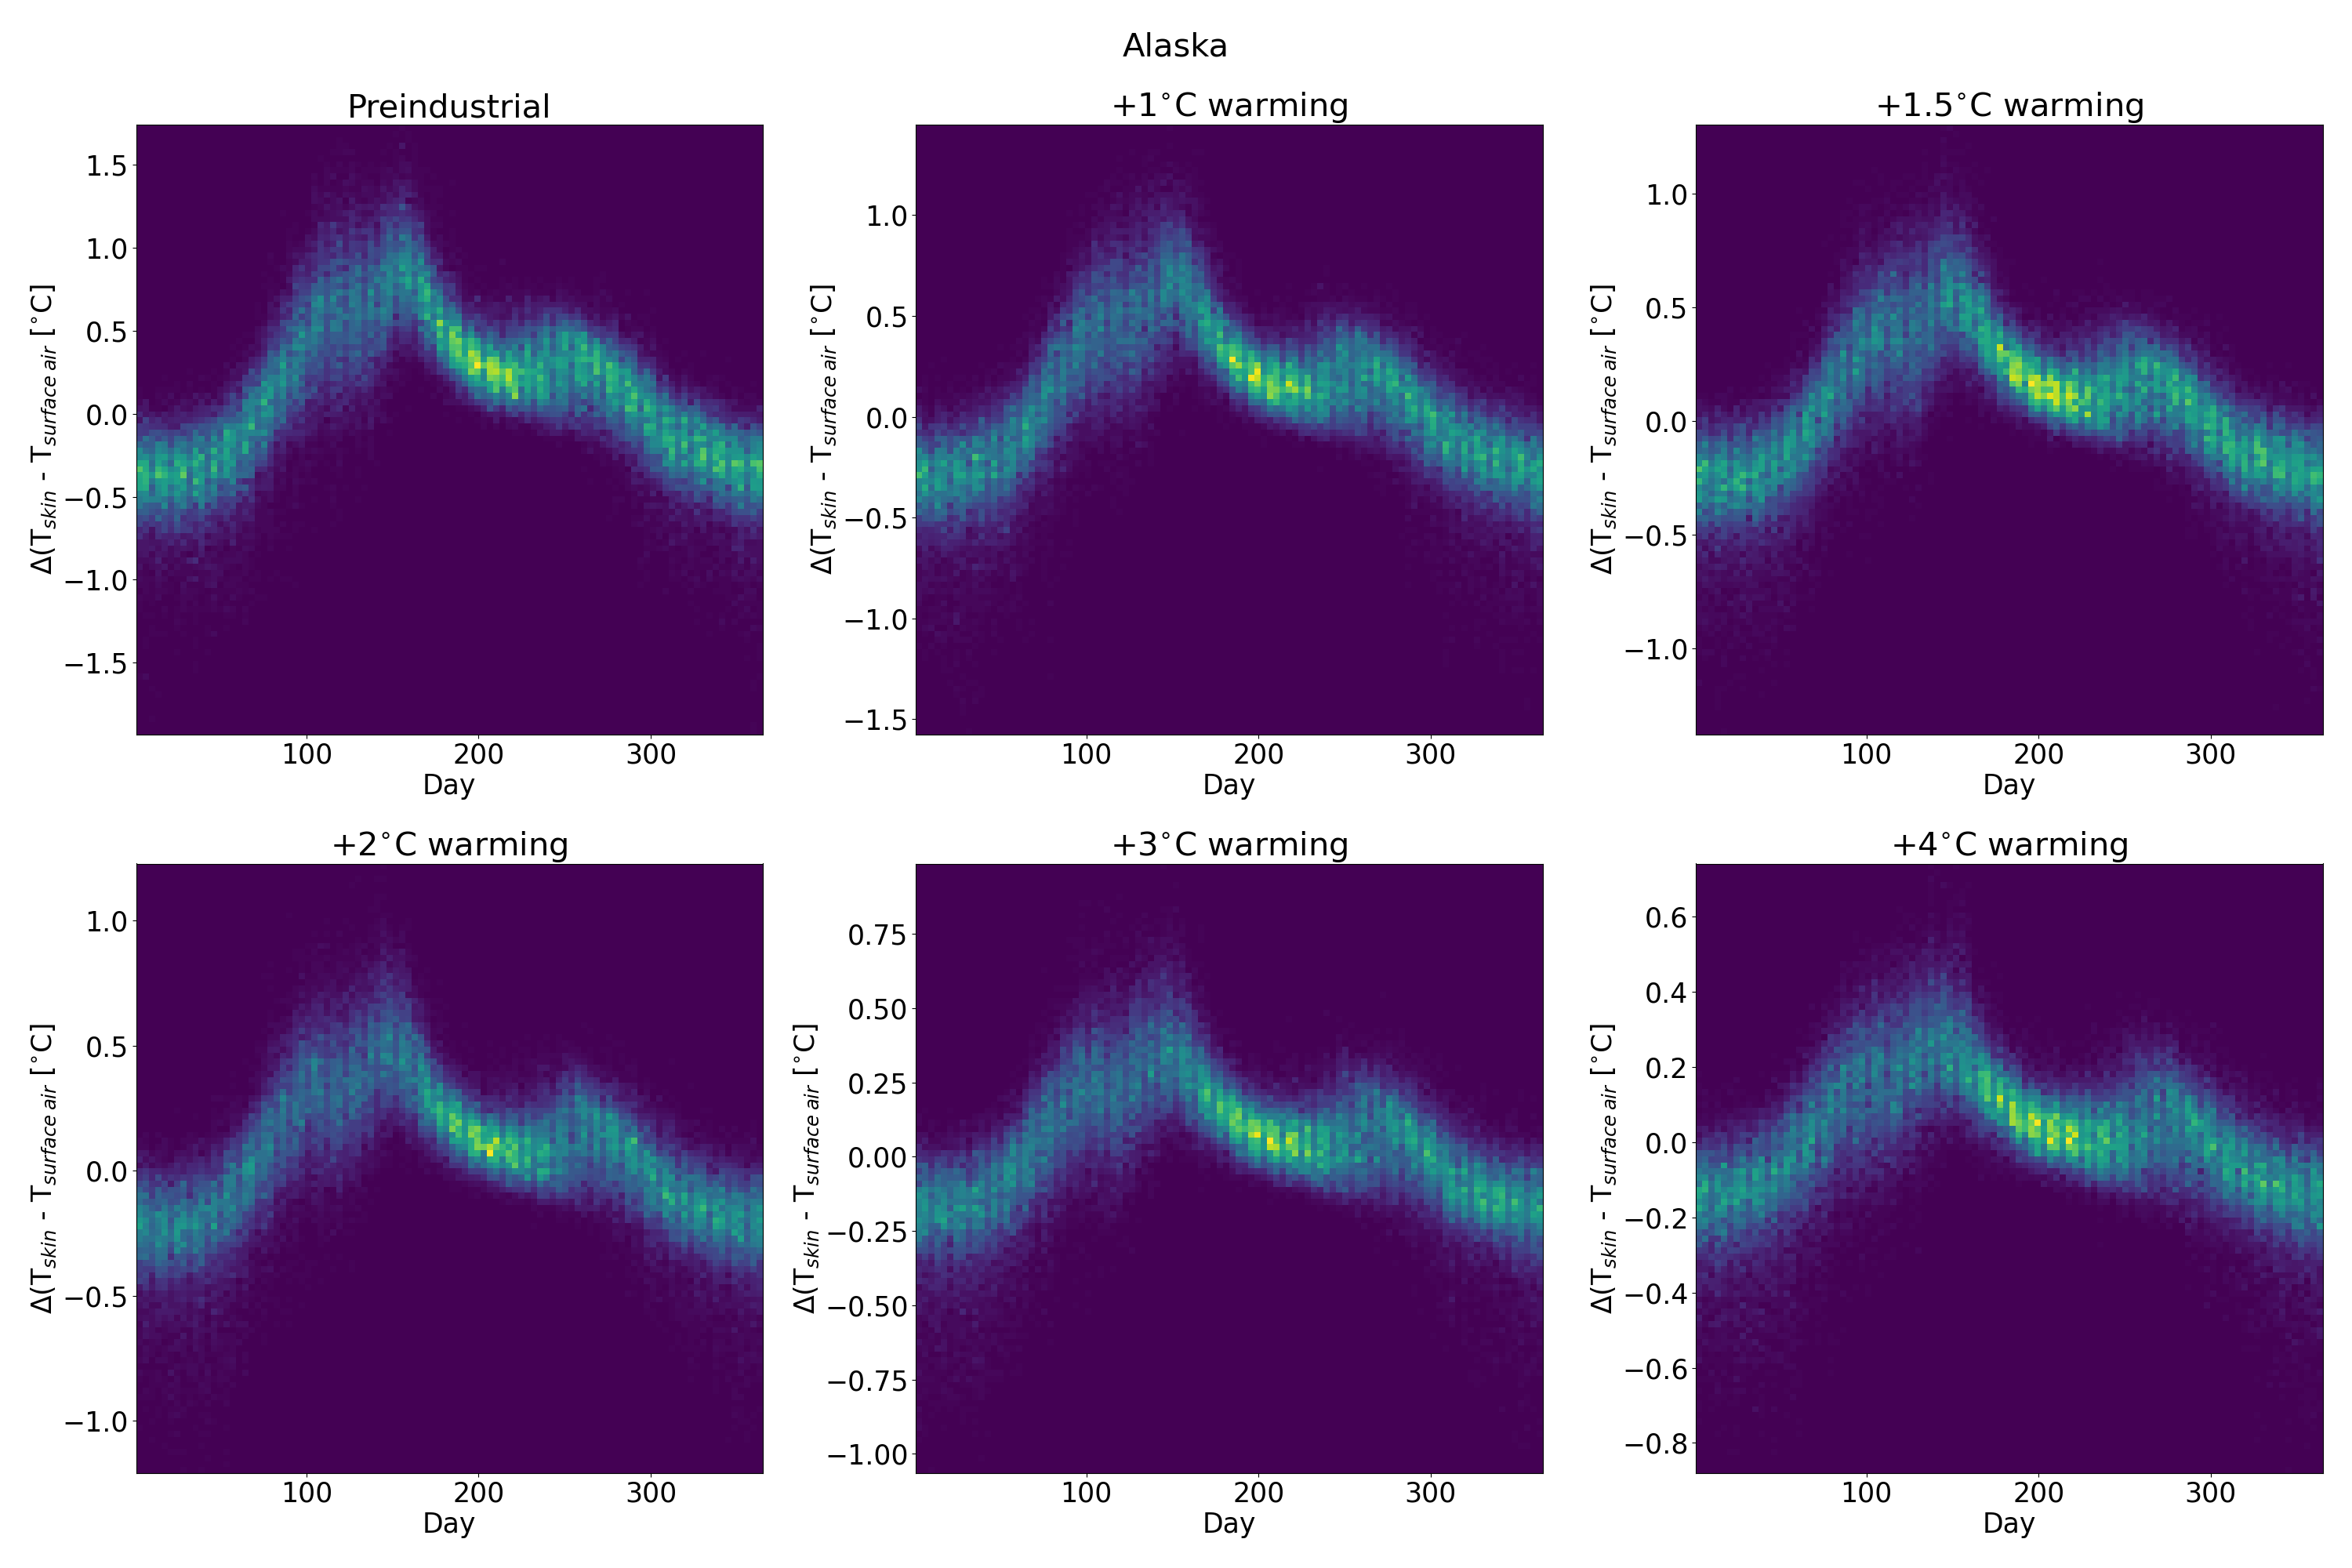 Alaska
Preindustrial
1.5
1.0
0.5
0.0
−0.5
−1.0
−1.5
Δ(T_skin - T_surface air [°C]
100 200 300
Day
+1°C warming
1.0
0.5
0.0
−0.5
−1.0
−1.5
Δ(T_skin - T_surface air [°C]
100 200 300
Day
+1.5°C warming
1.0
0.5
0.0
−0.5
−1.0
Δ(T_skin - T_surface air [°C]
100 200 300
Day
+2°C warming
1.0
0.5
0.0
−0.5
−1.0
Δ(T_skin - T_surface air [°C]
100 200 300
Day
+3°C warming
0.75
0.50
0.25
0.00
−0.25
−0.50
−0.75
−1.00
Δ(T_skin - T_surface air [°C]
100 200 300
Day
+4°C warming
0.6
0.4
0.2
0.0
−0.2
−0.4
−0.6
−0.8
Δ(T_skin - T_surface air [°C]
100 200 300
Day